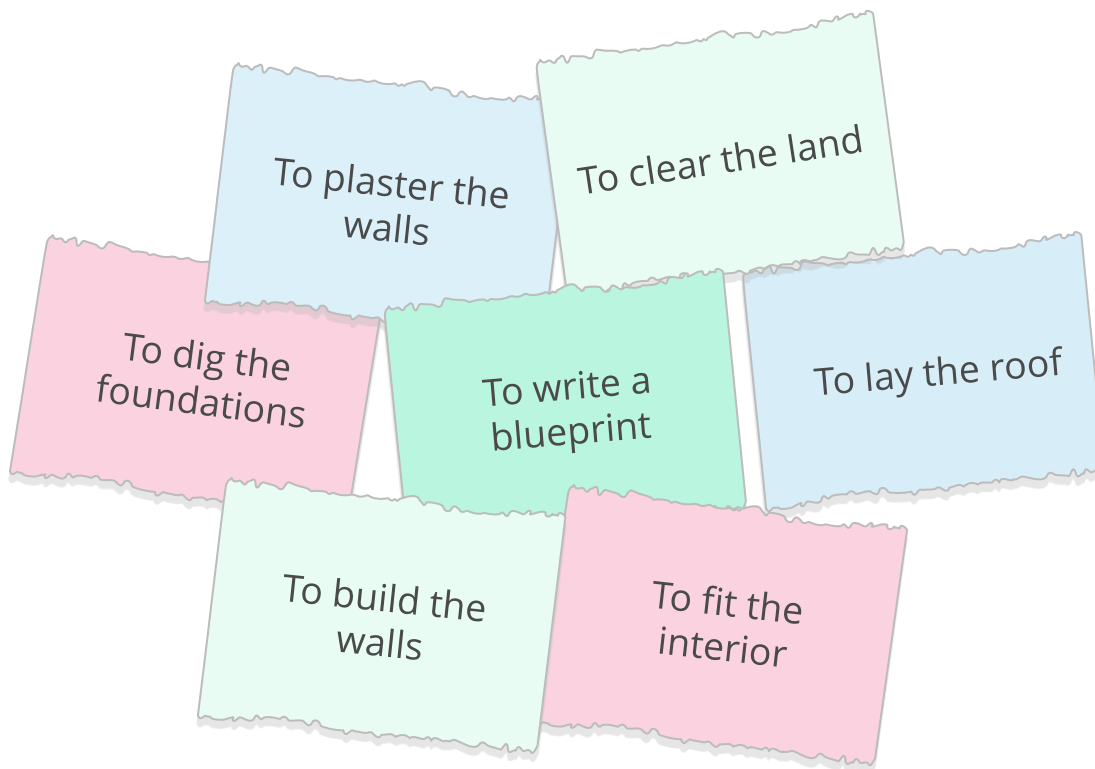 To clear the land
To plaster the
walls
To dig the
foundations
To write a
blueprint
To lay the roof
To build the
walls
To fit the
interior